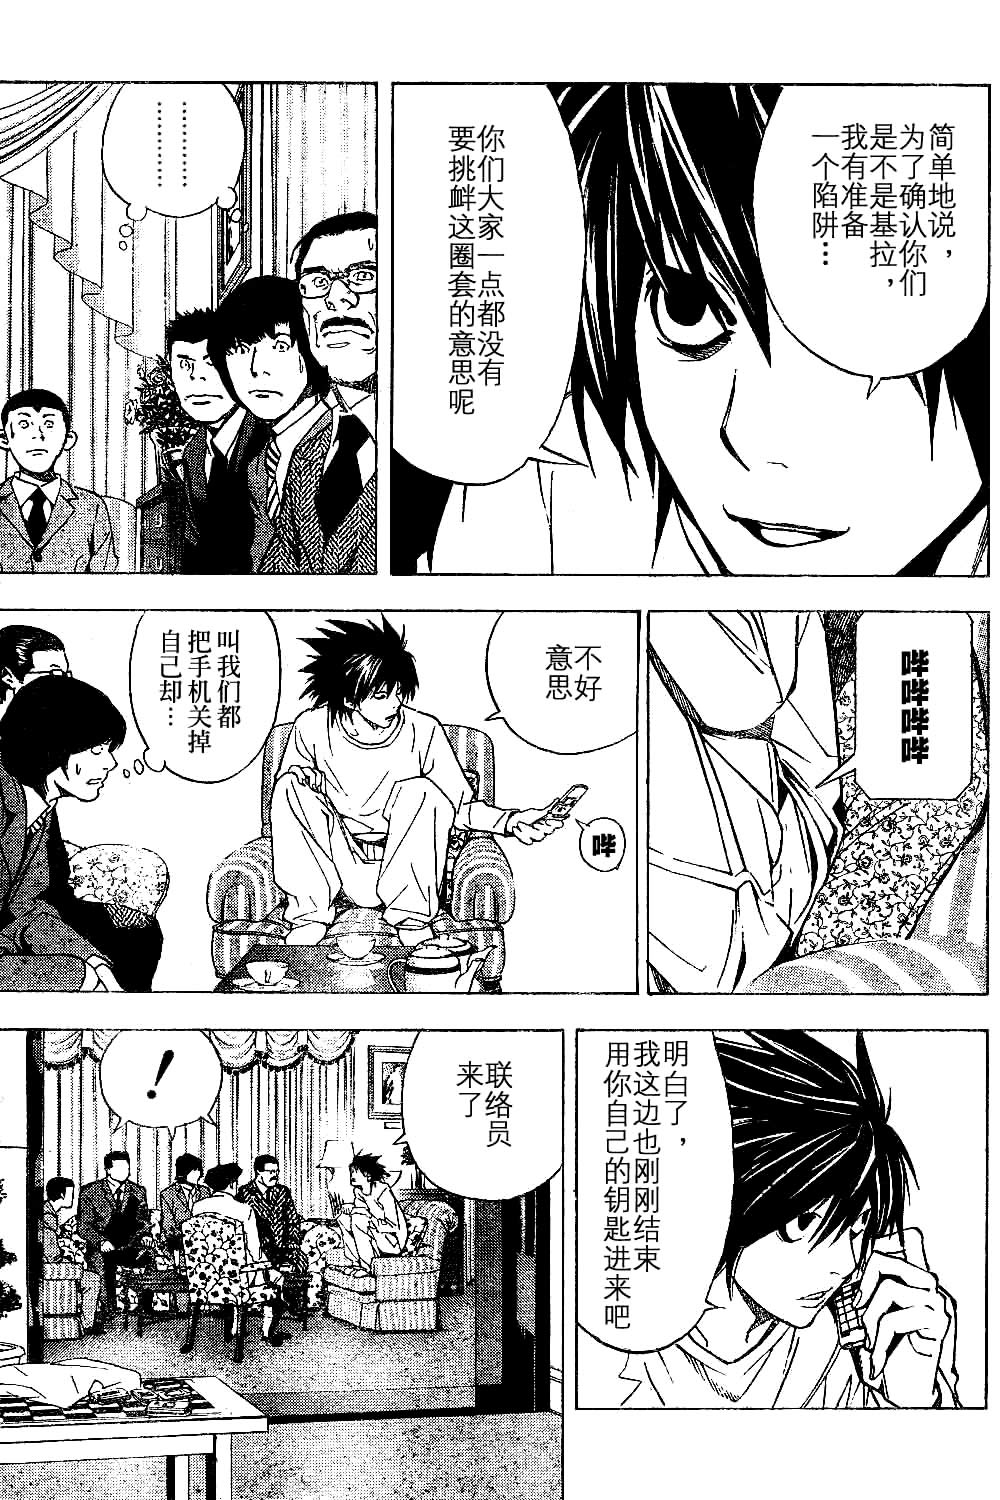 简单地说，
为了确认你们
是不是基拉，
我有准备
一个陷阱…
你们大家一点都没有
要挑衅这圈套的意思呢
…………
哔哔哔哔
不好
意思
哔
叫我们都
把手机关掉
自己却…
明白了，
我这边也刚刚结束
用你自己的钥匙进来吧
联络员
来了
！